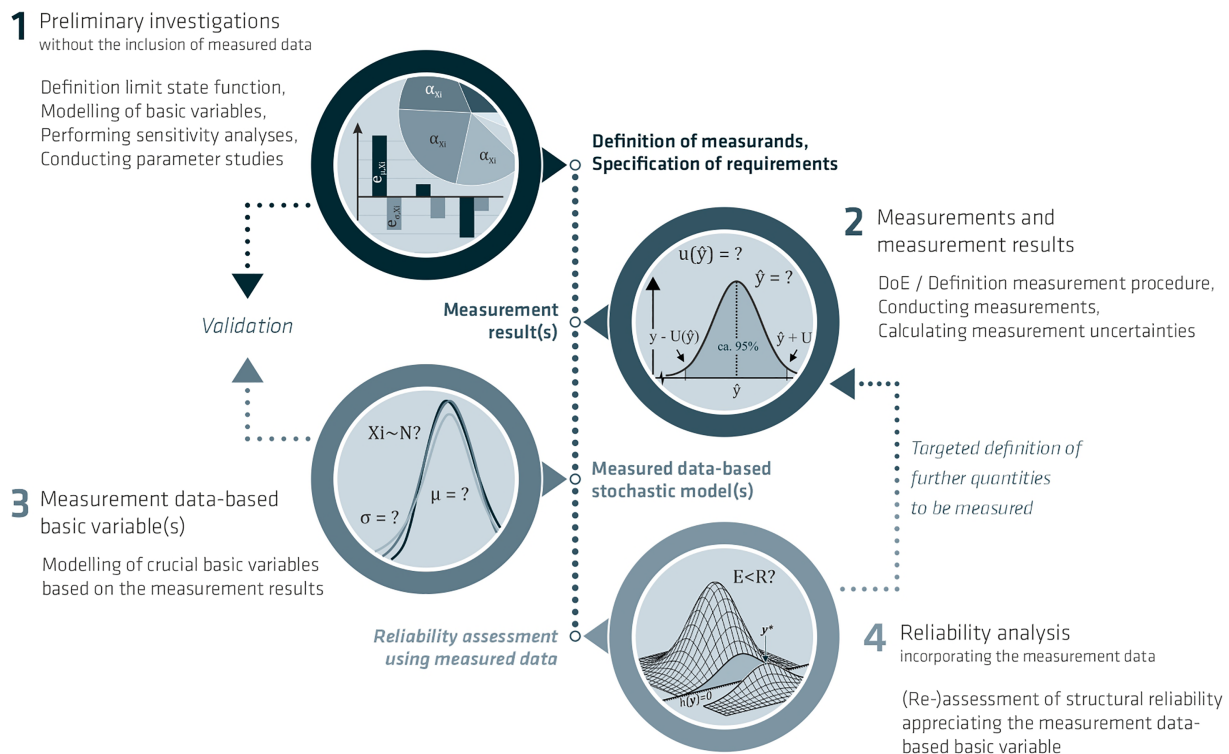 1 Preliminary investigations
without the inclusion of measured data
Definition limit state function,
Modelling of basic variables,
Performing sensitivity analyses,
Conducting parameter studies
αXi
αXi
αXi
eμ,Xi
eσ,Xi
Definition of measurands,
Specification of requirements
2 Measurements and
measurement results
DoE / Definition measurement procedure,
Conducting measurements,
Calculating measurement uncertainties
u(ŷ) = ?
ŷ = ?
y - U(ŷ)
ca. 95%
ŷ + U
ŷ
Measurement
result(s)
Validation
3 Measurement data-based
basic variable(s)
Modelling of crucial basic variables
based on the measurement results
Xi~N?
μ = ?
σ = ?
Measured data-based
stochastic model(s)
Targeted definition of
further quantities
to be measured
Reliability assessment
using measured data
E<R?
y*
h(y)=0
4 Reliability analysis
incorporating the measurement data
(Re-)assessment of structural reliability
appreciating the measurement data-
based basic variable